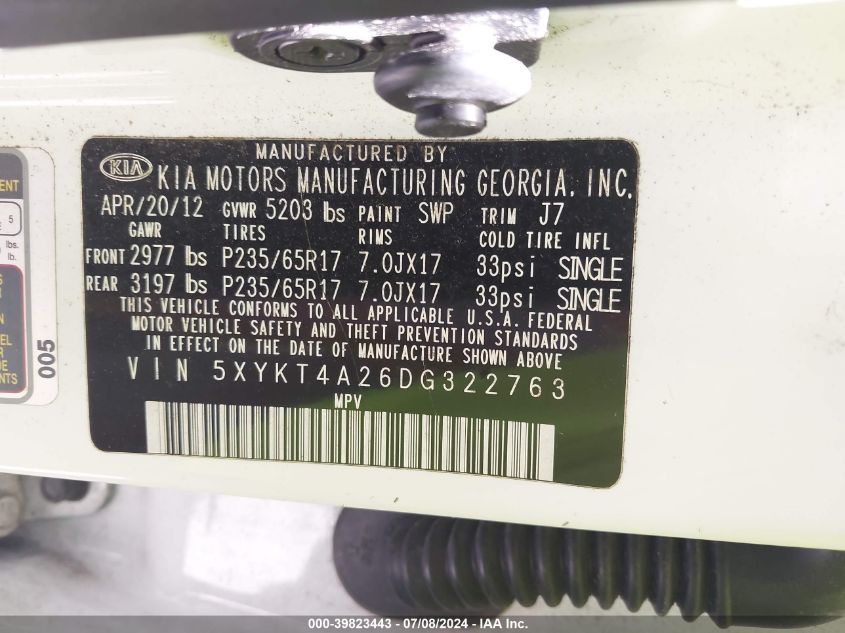 MANUFACTURED BY
KIA KIA MOTORS MANUFACTURING GEORGIA, INC.
APR/20/12 GVWR 5203 lbs PAINT SWP TRIM J7
GAWR TIRES RIMS COLD TIRE INFL
FRONT 2977 lbs P235/65R17 7.0JX17 33psi SINGLE
REAR 3197 lbs P235/65R17 7.0JX17 33psi SINGLE
THIS VEHICLE CONFORMS TO ALL APPLICABLE U.S.A. FEDERAL
MOTOR VEHICLE SAFETY AND THEFT PREVENTION STANDARDS
IN EFFECT ON THE DATE OF MANUFACTURE SHOWN ABOVE
VIN 5XYKT4A26DG322763
MPV
5
lbs.
lb.
005
000-39823443 - 07/08/2024 - IAA Inc.